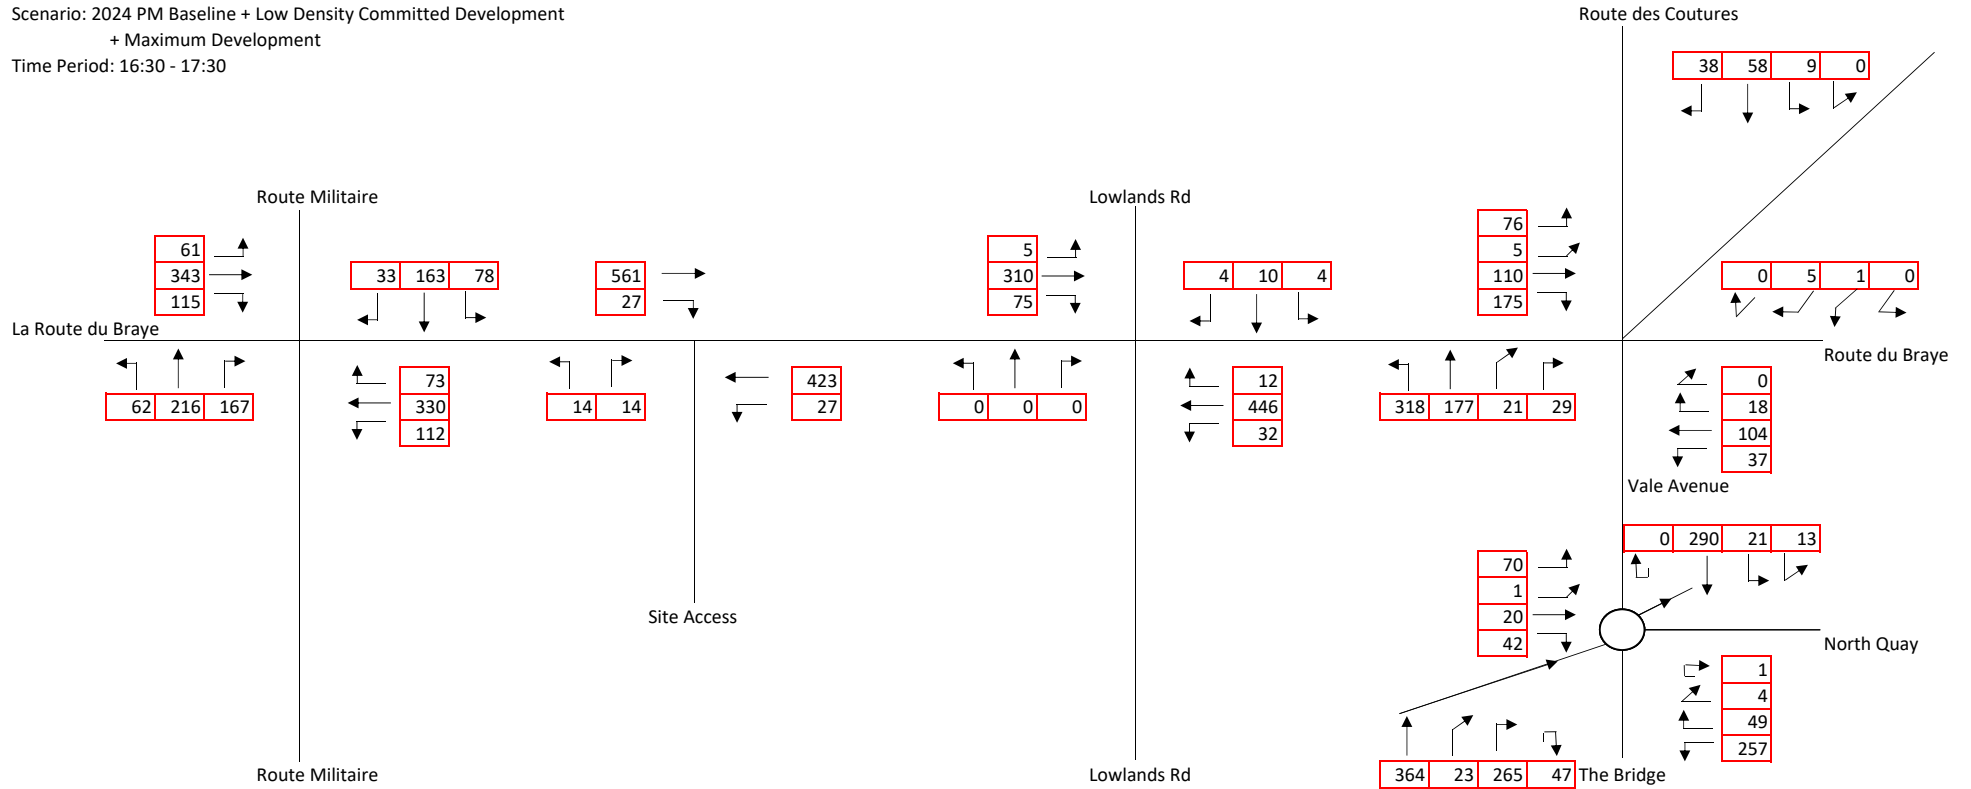 Scenario: 2024 PM Baseline + Low Density Committed Development
+ Maximum Development
Time Period: 16:30 - 17:30
Route des Coutures
38 58 9 0
Route Militaire
Lowlands Rd
61
343
115
33 163 78
561
27
5
310
75
4 10 4
76
5
110
175
0 5 1 0
La Route du Braye
Route du Braye
62 216 167
73
330
112
14 14
423
27
0 0 0
12
446
32
318 177 21 29
0
18
104
37
Vale Avenue
0 290 21 13
70
1
20
42
Site Access
North Quay
1
4
49
257
Route Militaire
Lowlands Rd
364 23 265 47
The Bridge